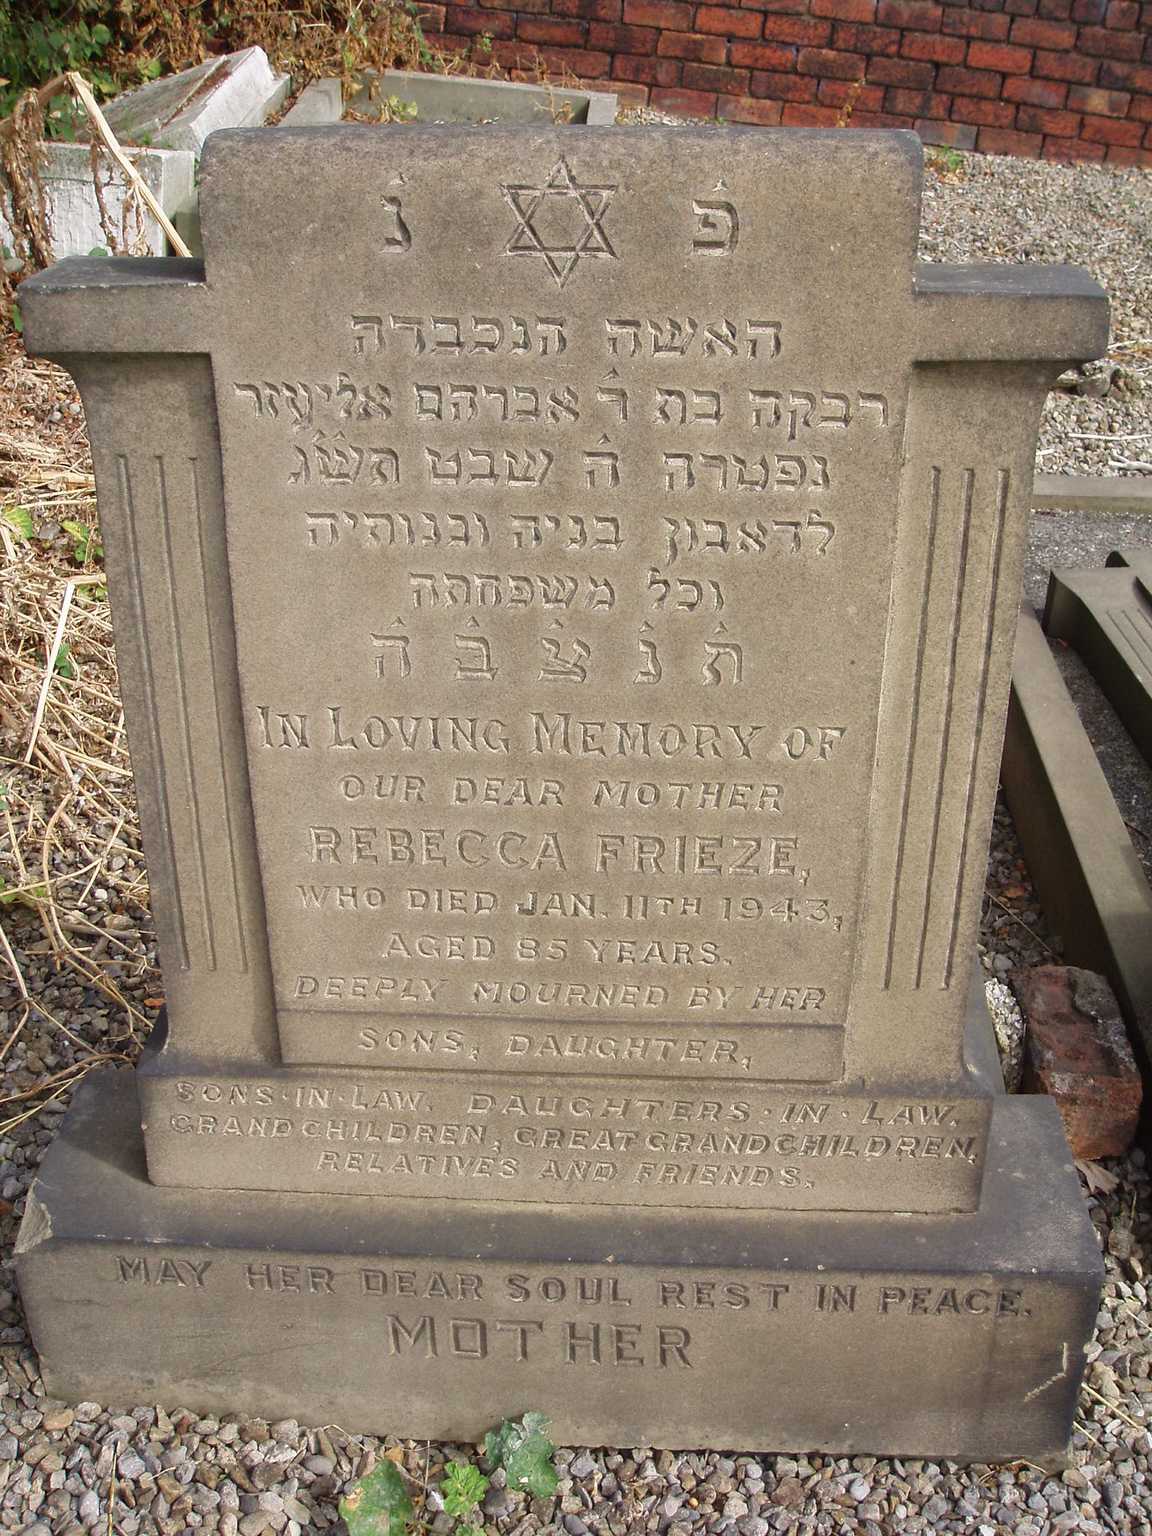 פ׳ נ׳
האשה הנכבדה
רבקה בת ר׳ אברהם אליעזר
נפטרה ה׳ שבט תש״ג
לדאבון בניה ובנותיה
וכל משפחתה
ת׳ נ׳ צ׳ ב׳ ה׳
IN LOVING MEMORY OF
OUR DEAR MOTHER
REBECCA FRIEZE,
WHO DIED JAN. 11TH 1943,
AGED 85 YEARS.
DEEPLY MOURNED BY HER
SONS, DAUGHTER,
SONS·IN·LAW. DAUGHTERS·IN·LAW.
GRANDCHILDREN, GREAT GRANDCHILDREN,
RELATIVES AND FRIENDS.
MAY HER DEAR SOUL REST IN PEACE.
MOTHER